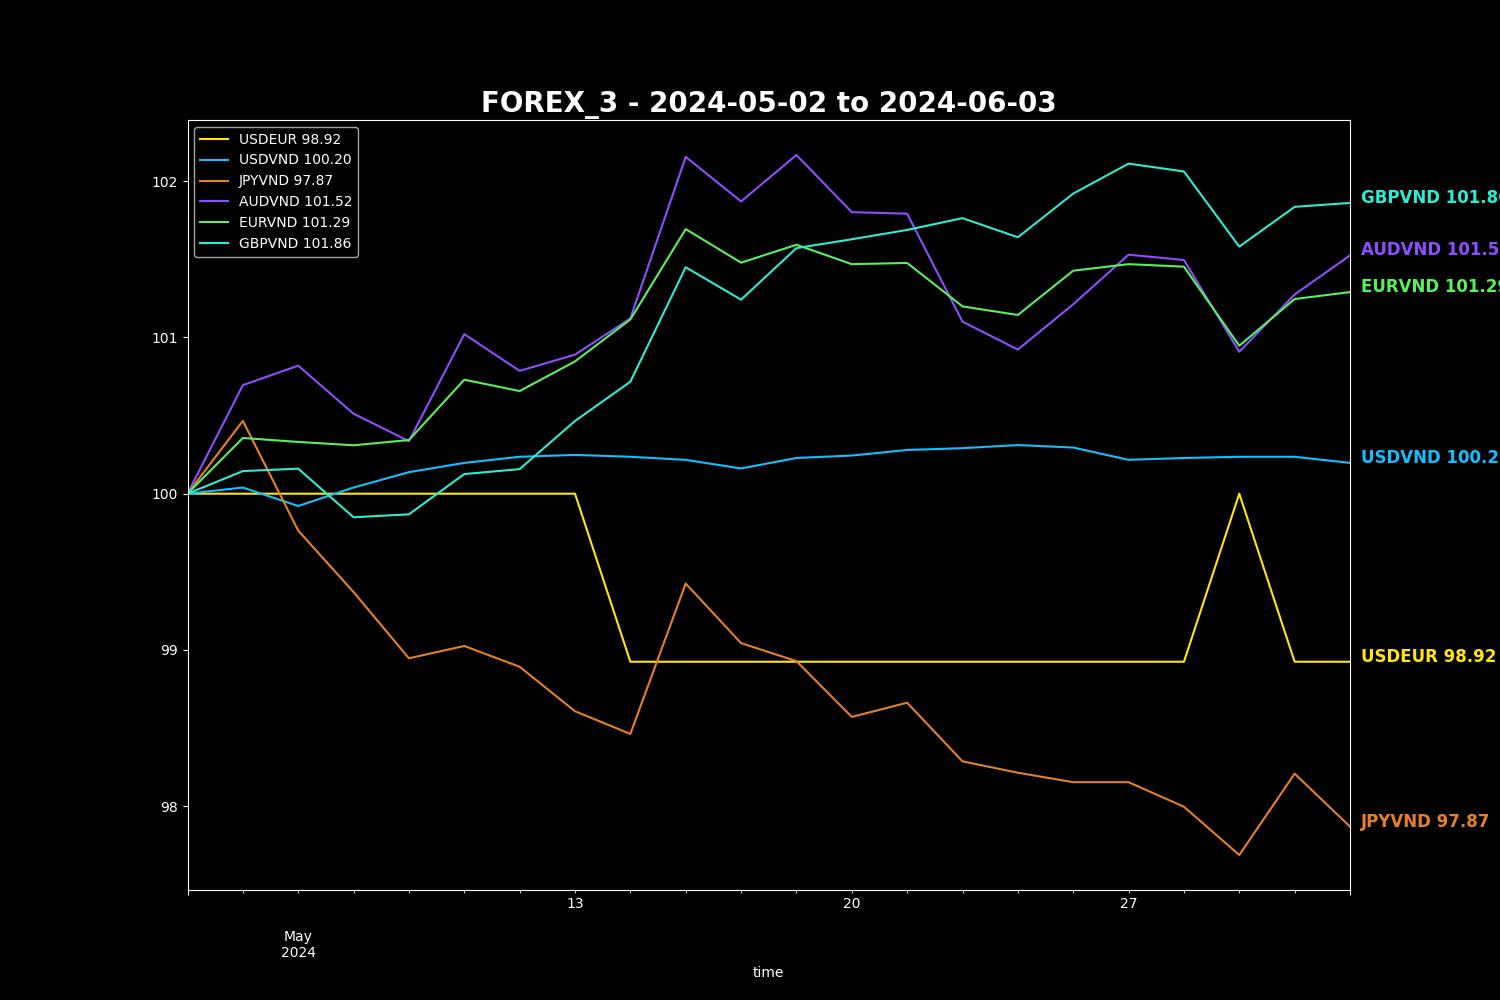 FOREX_3 - 2024-05-02 to 2024-06-03
USDEUR 98.92
USDVND 100.20
JPYVND 97.87
AUDVND 101.52
EURVND 101.29
GBPVND 101.86
102
101
100
99
98
GBPVND 101.86
AUDVND 101.5
EURVND 101.29
USDVND 100.2
USDEUR 98.92
JPYVND 97.87
13
20
27
May
2024
time